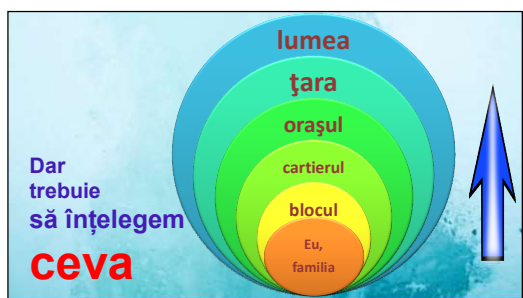 lumea
ţara
oraşul
cartierul
blocul
Eu,
familia
Dar
trebuie
să înțelegem
ceva